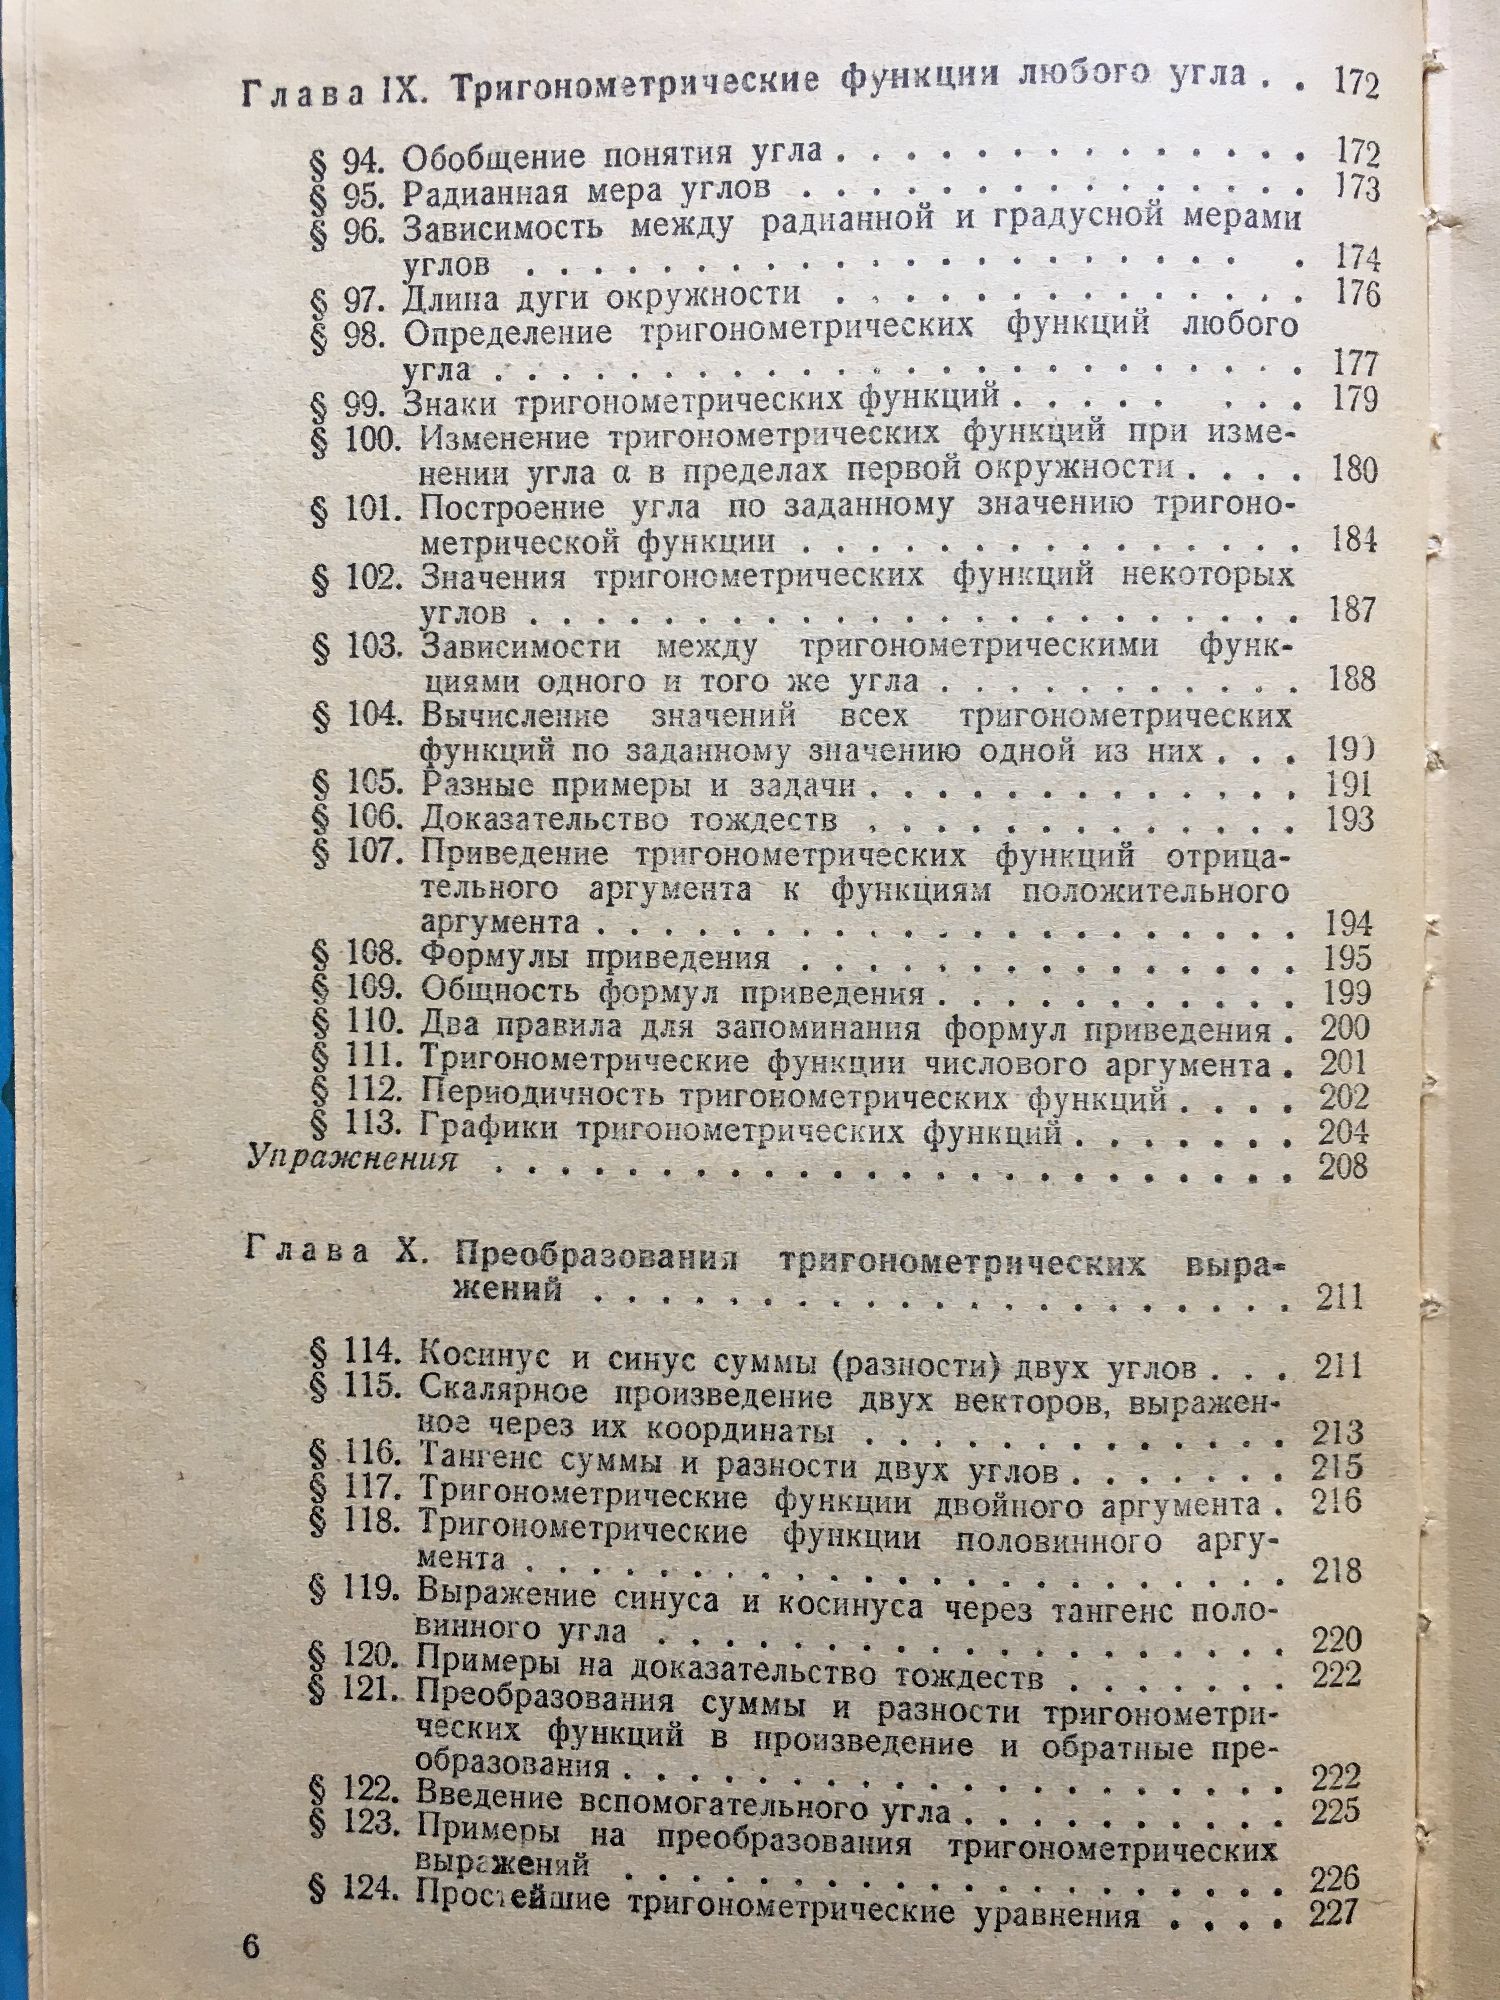 Глава IX. Тригонометрические функции любого угла . . 172
§ 94. Обобщение понятия угла . . . . . . . . . . . . . . 172
§ 95. Радианная мера углов . . . . . . . . . . . . . . . 173
§ 96. Зависимость между радианной и градусной мерами
углов . . . . . . . . . . . . . . . . . . . . . . . 174
§ 97. Длина дуги окружности . . . . . . . . . . . . . . 176
§ 98. Определение тригонометрических функций любого
угла . . . . . . . . . . . . . . . . . . . . . . . . 177
§ 99. Знаки тригонометрических функций . . . . . . . . 179
§ 100. Изменение тригонометрических функций при изме-
нении угла α в пределах первой окружности . . . . 180
§ 101. Построение угла по заданному значению тригоно-
метрической функции . . . . . . . . . . . . . . . 184
§ 102. Значения тригонометрических функций некоторых
углов . . . . . . . . . . . . . . . . . . . . . . . 187
§ 103. Зависимости между тригонометрическими функ-
циями одного и того же угла . . . . . . . . . . . 188
§ 104. Вычисление значений всех тригонометрических
функций по заданному значению одной из них . . . 190
§ 105. Разные примеры и задачи . . . . . . . . . . . . . 191
§ 106. Доказательство тождеств . . . . . . . . . . . . . 193
§ 107. Приведение тригонометрических функций отрица-
тельного аргумента к функциям положительного
аргумента . . . . . . . . . . . . . . . . . . . . . 194
§ 108. Формулы приведения . . . . . . . . . . . . . . . 195
§ 109. Общность формул приведения . . . . . . . . . . . 199
§ 110. Два правила для запоминания формул приведения . 200
§ 111. Тригонометрические функции числового аргумента . 201
§ 112. Периодичность тригонометрических функций . . . . 202
§ 113. Графики тригонометрических функций . . . . . . . 204
Упражнения . . . . . . . . . . . . . . . . . . . . . . . . 208
Глава X. Преобразования тригонометрических выра-
жений . . . . . . . . . . . . . . . . . . . . . 211
§ 114. Косинус и синус суммы (разности) двух углов . . . 211
§ 115. Скалярное произведение двух векторов, выражен-
ное через их координаты . . . . . . . . . . . . . 213
§ 116. Тангенс суммы и разности двух углов . . . . . . . 215
§ 117. Тригонометрические функции двойного аргумента . 216
§ 118. Тригонометрические функции половинного аргу-
мента . . . . . . . . . . . . . . . . . . . . . . . 218
§ 119. Выражение синуса и косинуса через тангенс поло-
винного угла . . . . . . . . . . . . . . . . . . . 220
§ 120. Примеры на доказательство тождеств . . . . . . . 222
§ 121. Преобразования суммы и разности тригонометри-
ческих функций в произведение и обратные пре-
образования . . . . . . . . . . . . . . . . . . . . 222
§ 122. Введение вспомогательного угла . . . . . . . . . . 225
§ 123. Примеры на преобразования тригонометрических
выражений . . . . . . . . . . . . . . . . . . . . 226
§ 124. Простейшие тригонометрические уравнения . . . . 227
6